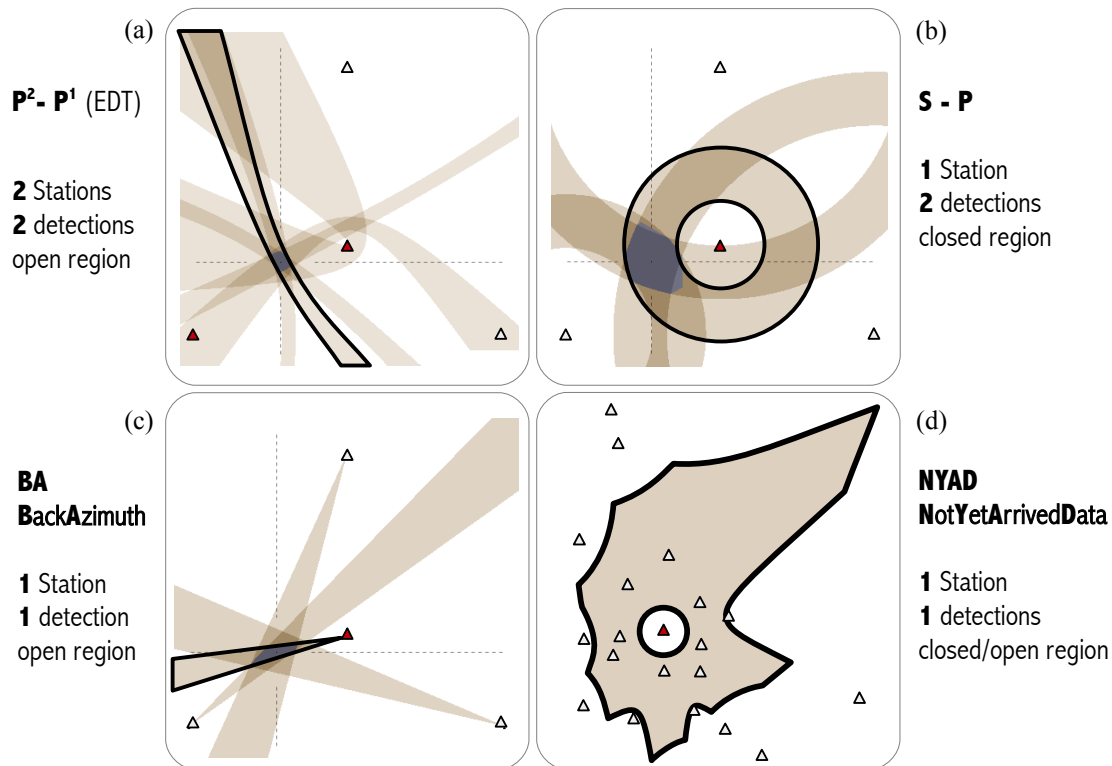 (a)
P²- P¹ (EDT)
2 Stations
2 detections
open region
(b)
S - P
1 Station
2 detections
closed region
(c)
BA
BackAzimuth
1 Station
1 detection
open region
(d)
NYAD
NotYetArrivedData
1 Station
1 detections
closed/open region